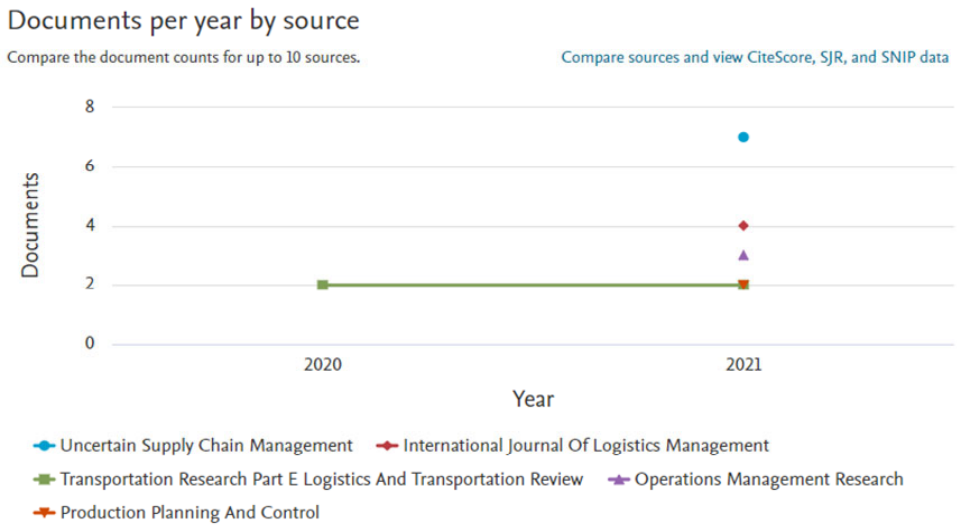 Documents per year by source
Compare the document counts for up to 10 sources.
Compare sources and view CiteScore, SJR, and SNIP data
8
6
4
2
0
Documents
2020
2021
Year
Uncertain Supply Chain Management
International Journal Of Logistics Management
Transportation Research Part E Logistics And Transportation Review
Operations Management Research
Production Planning And Control